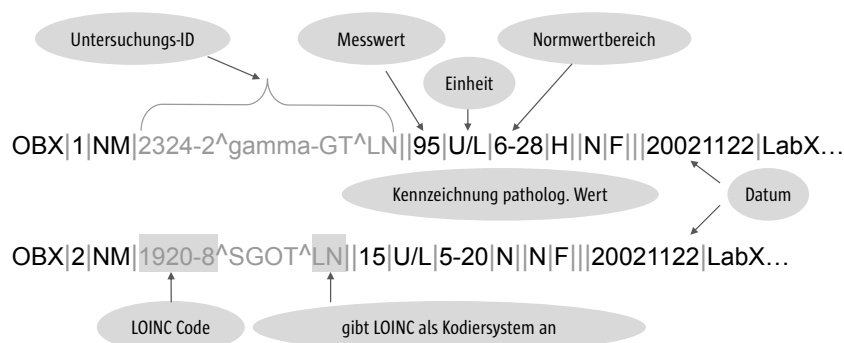 Untersuchungs-ID
Messwert
Normwertbereich
Einheit
OBX|1|NM|2324-2^gamma-GT^LN||95|U/L|6-28|H||N|F|||20021122|LabX…
Kennzeichnung patholog. Wert
Datum
OBX|2|NM|1920-8^SGOT^LN||15|U/L|5-20|N||N|F|||20021122|LabX…
LOINC Code
gibt LOINC als Kodiersystem an